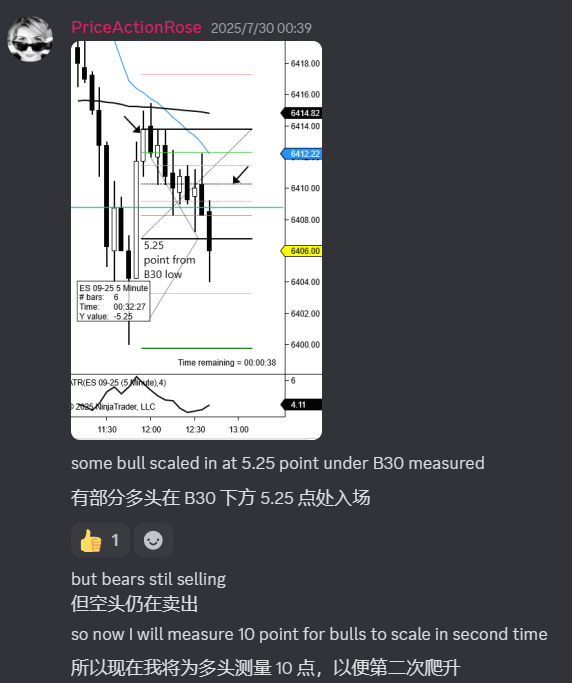 PriceActionRose 2025/7/30 00:39
6418.00
6416.00
6414.82
6414.00
6412.22
6410.00
6408.00
6406.00
6404.00
6402.00
6400.00
5.25
point from
B30 low
ES 09-25 5 Minute
# bars: 6
Time: 00:32:27
Y value: -5.25
Time remaining = 00:00:38
ATR(ES 09-25 (5 Minute),4)
6
4.11
© 2025 NinjaTrader, LLC
11:30 12:00 12:30 13:00
some bull scaled in at 5.25 point under B30 measured
有部分多头在 B30 下方 5.25 点处入场
1
but bears stil selling
但空头仍在卖出
so now I will measure 10 point for bulls to scale in second time
所以现在我将为多头测量 10 点，以便第二次爬升